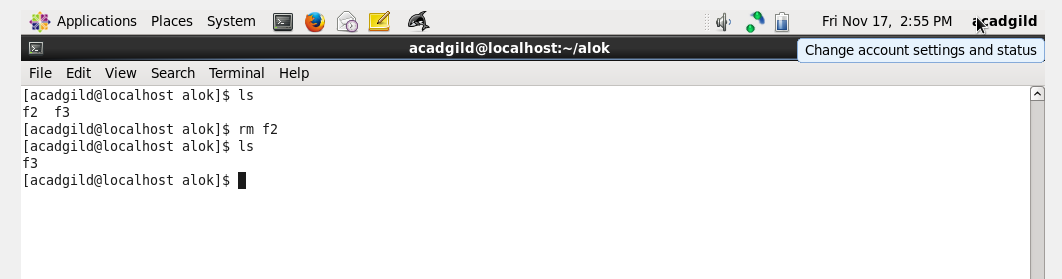 Applications Places System Fri Nov 17, 2:55 PM acadgild
acadgild@localhost:~/alok
Change account settings and status
File Edit View Search Terminal Help
[acadgild@localhost alok]$ ls
f2  f3
[acadgild@localhost alok]$ rm f2
[acadgild@localhost alok]$ ls
f3
[acadgild@localhost alok]$